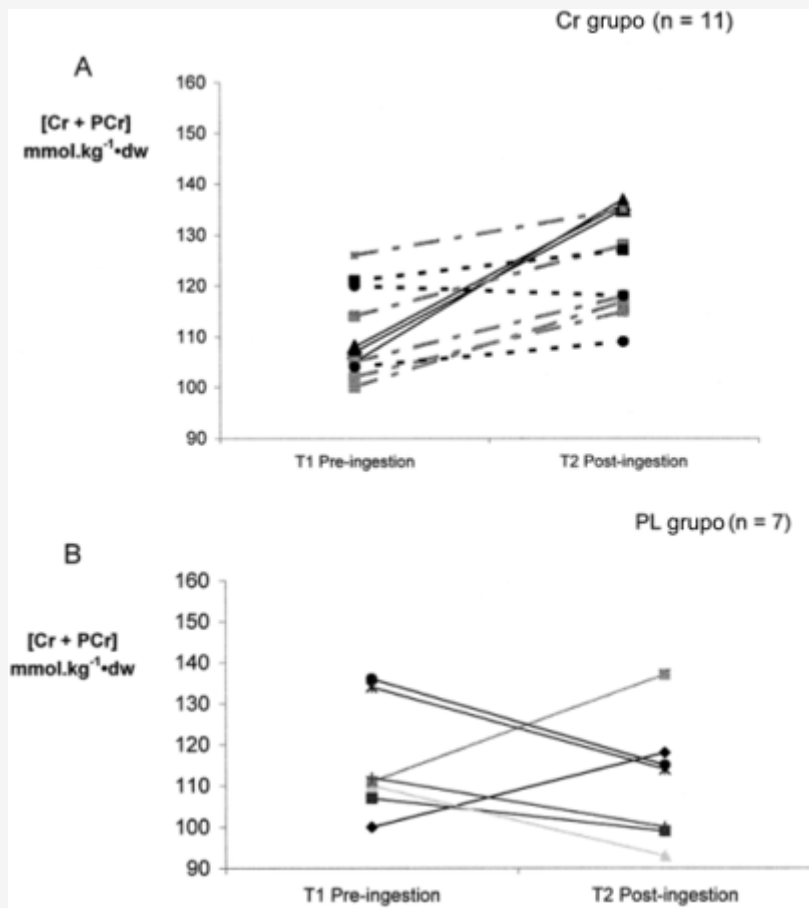 Cr grupo (n = 11)
A
[Cr + PCr]
mmol.kg⁻¹•dw
160
150
140
130
120
110
100
90
T1 Pre-ingestion T2 Post-ingestion
PL grupo (n = 7)
B
[Cr + PCr]
mmol.kg⁻¹•dw
160
150
140
130
120
110
100
90
T1 Pre-ingestion T2 Post-ingestion